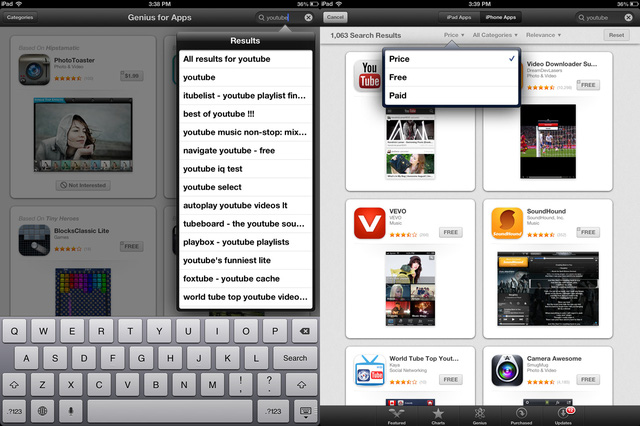 iPad
3:38 PM
Categories
Genius for Apps
youtube
Results
All results for youtube
youtube
itubelist - youtube playlist fin...
best of youtube !!!
youtube music non-stop: mix...
navigate youtube - free
youtube iq test
youtube select
autoplay youtube videos lt
tubeboard - the youtube sou...
playbox - youtube playlists
youtube's funniest lite
foxtube - youtube cache
world tube top youtube video...
Based On Hipstamatic
PhotoToaster
Photo & Video
$1.99
Not Interested
Based on Tiny Heroes
BlocksClassic Lite
Games
FREE
Q W E R T Y U I O P
A S D F G H J K L Search
Z X C V B N M ! , ? .
.?123 .?123
iPad
3:39 PM
Cancel
iPad Apps
iPhone Apps
youtube
1,063 Search Results
Price ▾
All Categories ▾
Relevance ▾
Reset
Price
Free
Paid
You
Tube
Video Downloader Su...
DreamDevLasers
Photo & Video
FREE
VEVO
VEVO
Music
FREE
SoundHound
SoundHound, Inc.
Music
FREE
World Tube Top Yout...
Kaya
Social Networking
FREE
Camera Awesome
SmugMug
Photo & Video
FREE
Featured
Charts
Genius
Purchased
Updates